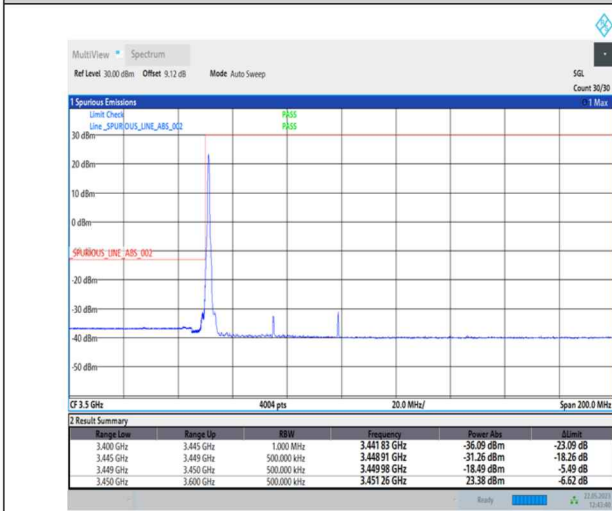 MultiView Spectrum
Ref Level 30.00 dBm Offset 9.12 dB Mode Auto Sweep SGL
Count 30/30
1 Spurious Emissions 1 Max
Limit Check PASS
Line _SPURIOUS_LINE_ABS_002 PASS
30 dBm
20 dBm
10 dBm
0 dBm
-10 dBm
_SPURIOUS_LINE_ABS_002
-20 dBm
-30 dBm
-40 dBm
-50 dBm
CF 3.5 GHz 4004 pts 20.0 MHz/ Span 200.0 MHz
2 Result Summary
Range Low Range Up RBW Frequency Power Abs ΔLimit
3.400 GHz 3.445 GHz 1.000 MHz 3.441 83 GHz -36.09 dBm -23.09 dB
3.445 GHz 3.449 GHz 500.000 kHz 3.448 91 GHz -31.26 dBm -18.26 dB
3.449 GHz 3.450 GHz 500.000 kHz 3.449 98 GHz -18.49 dBm -5.49 dB
3.450 GHz 3.600 GHz 500.000 kHz 3.451 26 GHz 23.38 dBm -6.62 dB
Ready 22.05.2023